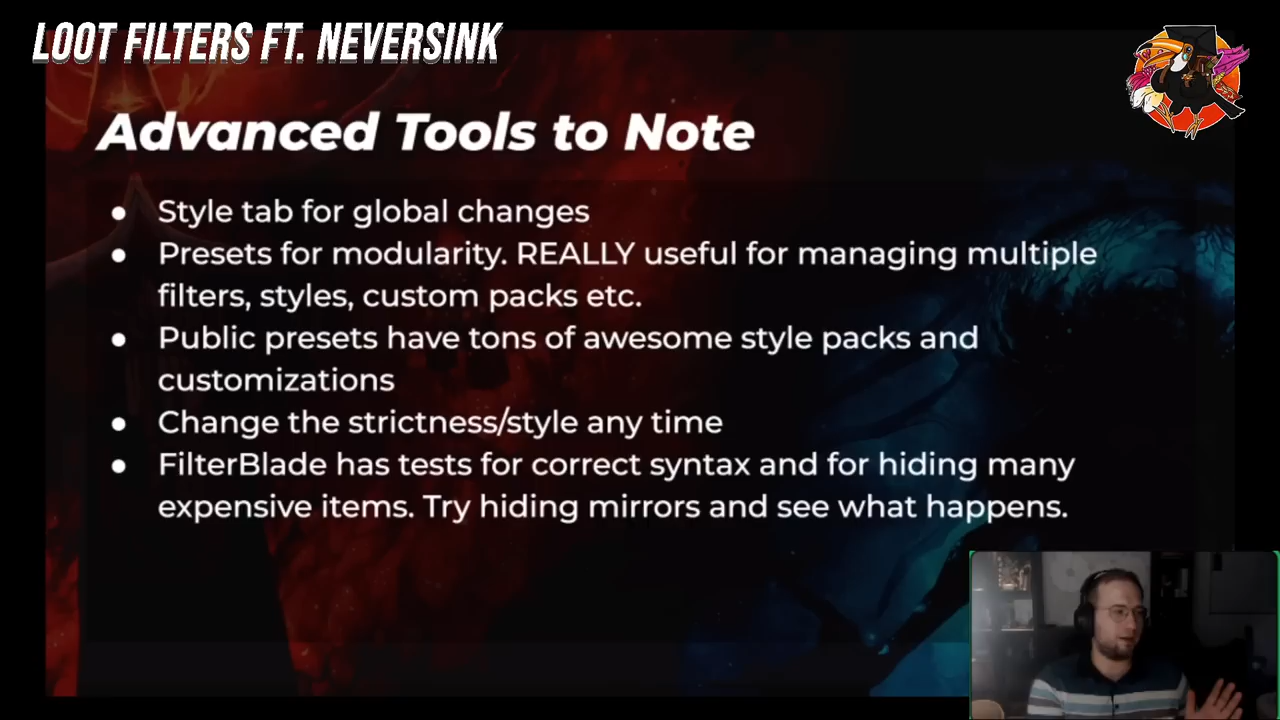 LOOT FILTERS FT. NEVERSINK
Advanced Tools to Note
● Style tab for global changes
● Presets for modularity. REALLY useful for managing multiple
filters, styles, custom packs etc.
● Public presets have tons of awesome style packs and
customizations
● Change the strictness/style any time
● FilterBlade has tests for correct syntax and for hiding many
expensive items. Try hiding mirrors and see what happens.